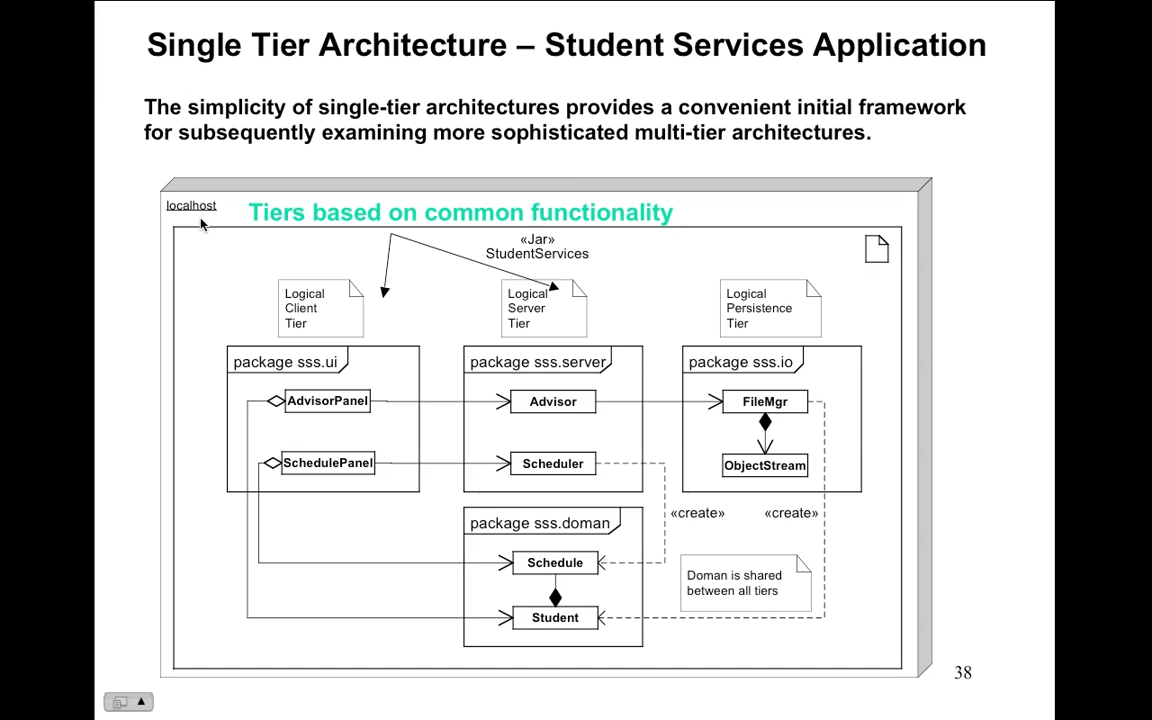 Single Tier Architecture – Student Services Application
The simplicity of single-tier architectures provides a convenient initial framework
for subsequently examining more sophisticated multi-tier architectures.
localhost
Tiers based on common functionality
«Jar»
StudentServices
Logical
Client
Tier
Logical
Server
Tier
Logical
Persistence
Tier
package sss.ui
package sss.server
package sss.io
AdvisorPanel
Advisor
FileMgr
SchedulePanel
Scheduler
ObjectStream
«create»
«create»
package sss.doman
Schedule
Student
Doman is shared
between all tiers
38